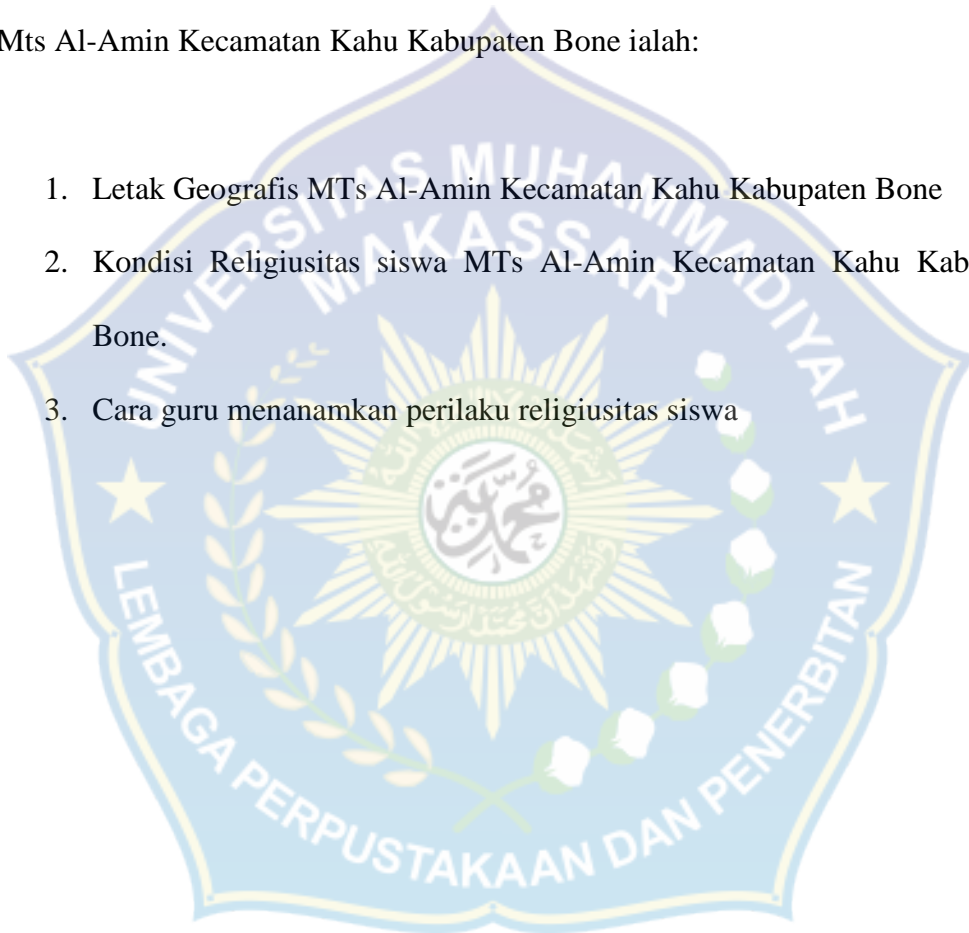 Mts Al-Amin Kecamatan Kahu Kabupaten Bone ialah:
1. Letak Geografis MTs Al-Amin Kecamatan Kahu Kabupaten Bone
2. Kondisi Religiusitas siswa MTs Al-Amin Kecamatan Kahu Kab
Bone.
3. Cara guru menanamkan perilaku religiusitas siswa
UNIVERSITAS MUHAMMADIYAH
MAKASSAR
محمدية
LEMBAGA PERPUSTAKAAN DAN PENERBITAN